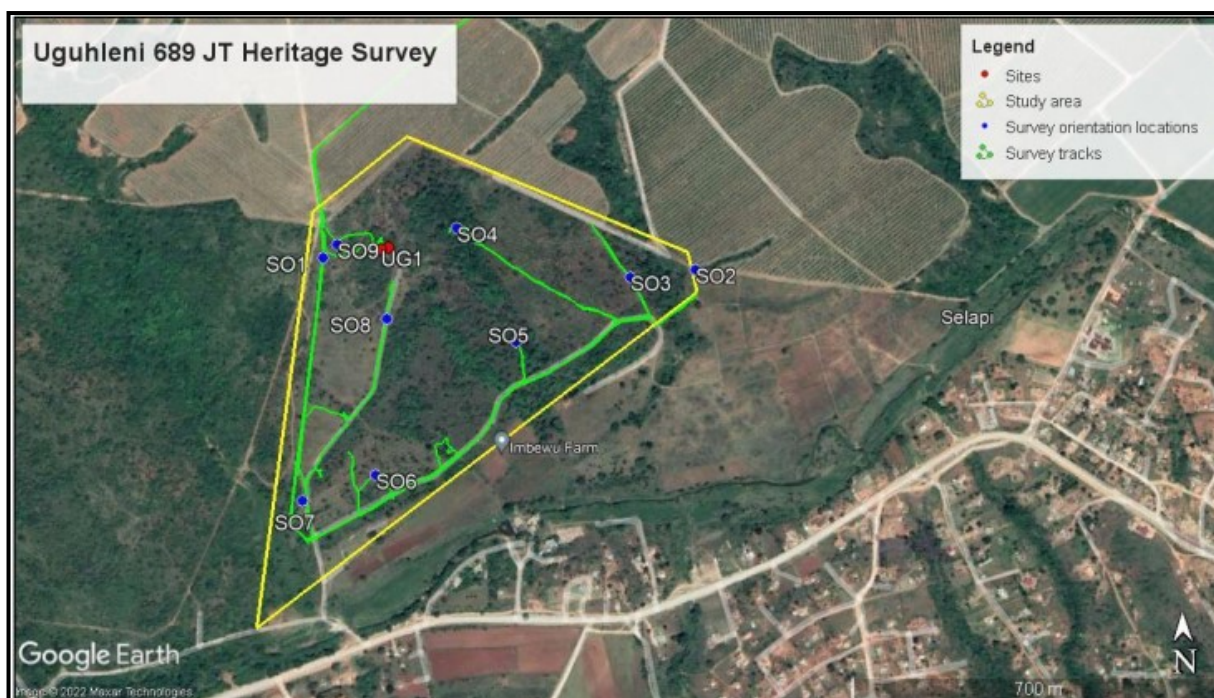 Uguhleni 689 JT Heritage Survey
Legend
Sites
Study area
Survey orientation locations
Survey tracks
SO4
SO9
SO1
UG1
SO3
SO2
SO8
Selapi
SO5
Imbewu Farm
SO6
SO7
Google Earth
Image © 2022 Maxar Technologies
700 m
N